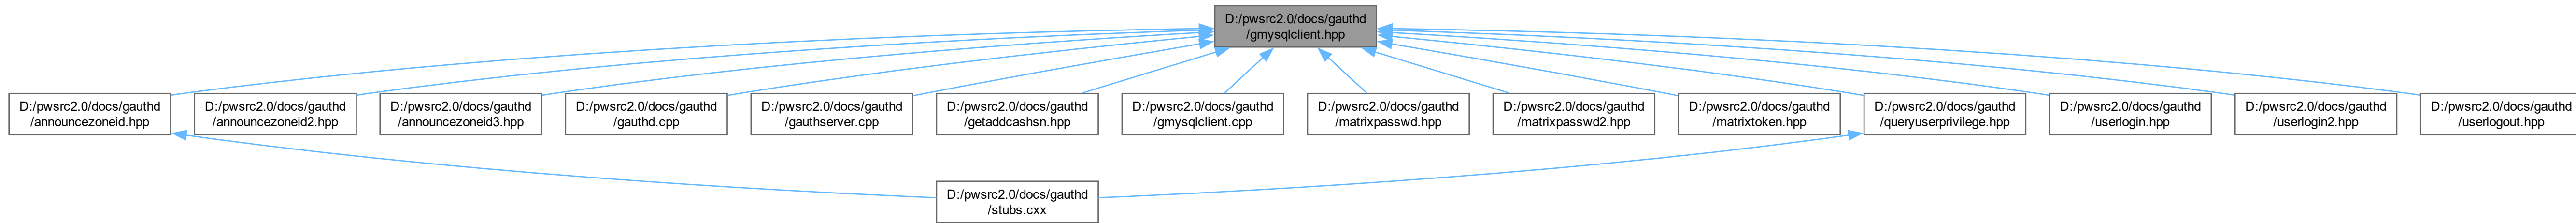 D:/pwsrc2.0/docs/gauthd
/gmysqlclient.hpp
D:/pwsrc2.0/docs/gauthd
/announcezoneid.hpp
D:/pwsrc2.0/docs/gauthd
/announcezoneid2.hpp
D:/pwsrc2.0/docs/gauthd
/announcezoneid3.hpp
D:/pwsrc2.0/docs/gauthd
/gauthd.cpp
D:/pwsrc2.0/docs/gauthd
/gauthserver.cpp
D:/pwsrc2.0/docs/gauthd
/getaddcashsn.hpp
D:/pwsrc2.0/docs/gauthd
/gmysqlclient.cpp
D:/pwsrc2.0/docs/gauthd
/matrixpasswd.hpp
D:/pwsrc2.0/docs/gauthd
/matrixpasswd2.hpp
D:/pwsrc2.0/docs/gauthd
/matrixtoken.hpp
D:/pwsrc2.0/docs/gauthd
/queryuserprivilege.hpp
D:/pwsrc2.0/docs/gauthd
/userlogin.hpp
D:/pwsrc2.0/docs/gauthd
/userlogin2.hpp
D:/pwsrc2.0/docs/gauthd
/userlogout.hpp
D:/pwsrc2.0/docs/gauthd
/stubs.cxx